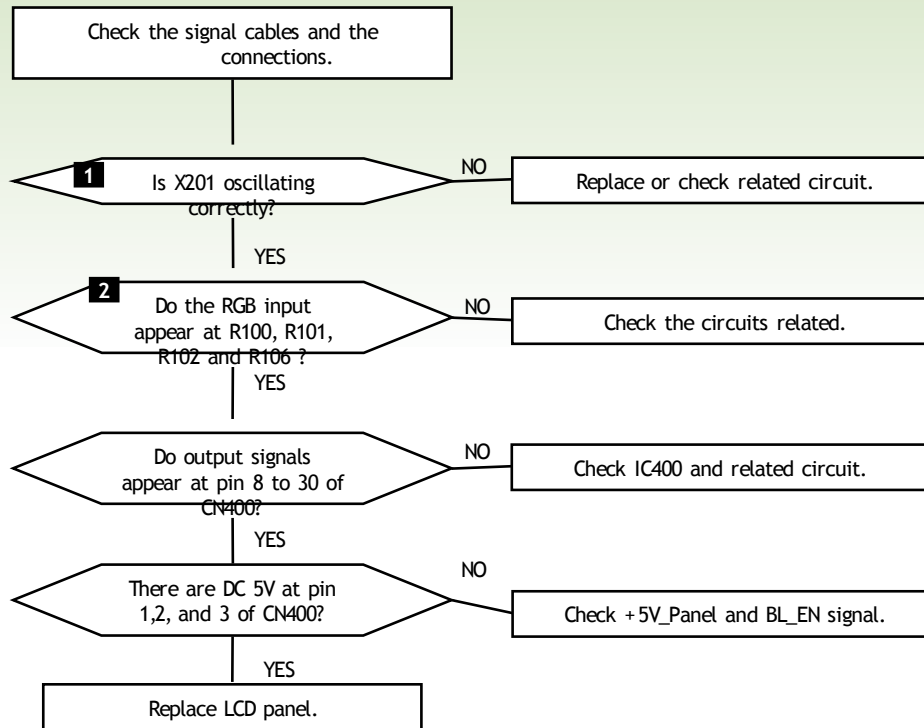 Check the signal cables and the
connections.
1
Is X201 oscillating
correctly?
NO
Replace or check related circuit.
YES
2
Do the RGB input
appear at R100, R101,
R102 and R106 ?
NO
Check the circuits related.
YES
Do output signals
appear at pin 8 to 30 of
CN400?
NO
Check IC400 and related circuit.
YES
There are DC 5V at pin
1,2, and 3 of CN400?
NO
Check +5V_Panel and BL_EN signal.
YES
Replace LCD panel.